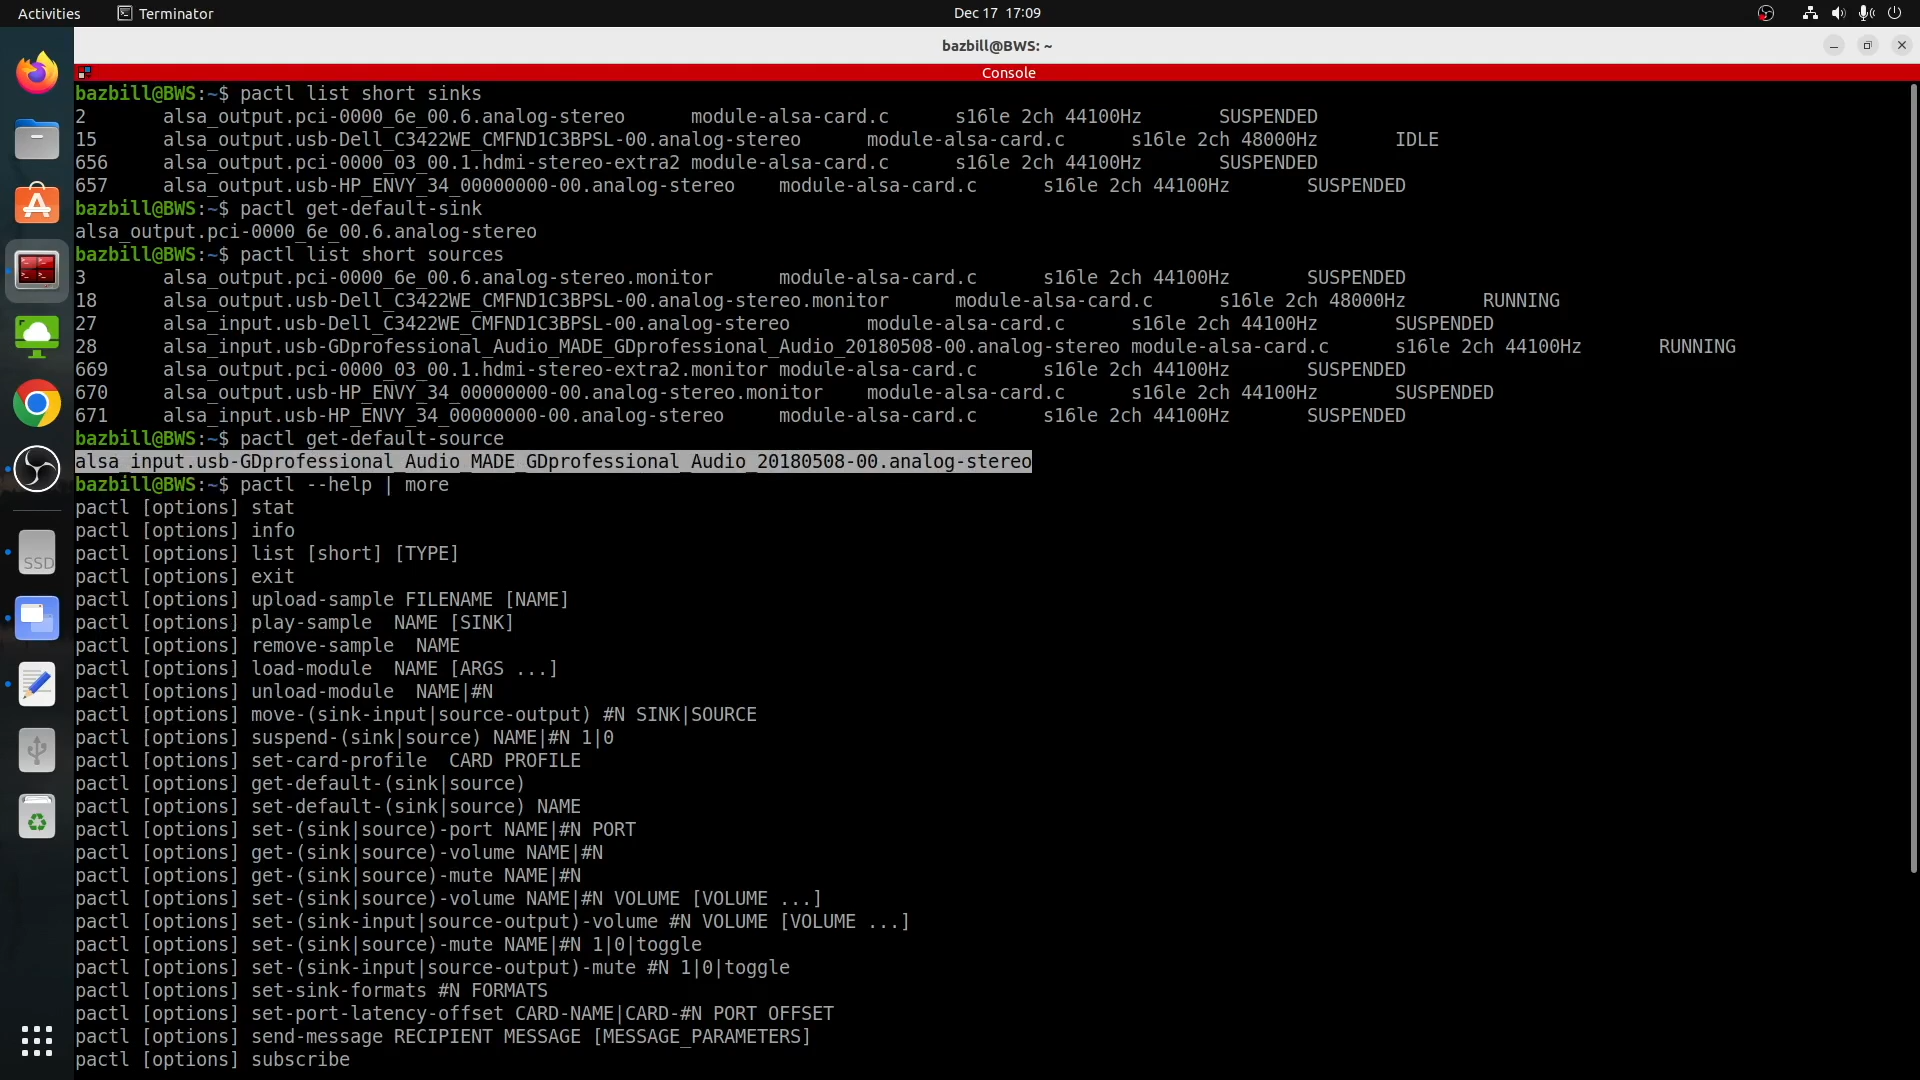 Activities
Terminator
Dec 17 17:09
bazbill@BWS: ~
Console
bazbill@BWS:~$ pactl list short sinks
2 alsa_output.pci-0000_6e_00.6.analog-stereo module-alsa-card.c s16le 2ch 44100Hz SUSPENDED
15 alsa_output.usb-Dell_C3422WE_CMFND1C3BPSL-00.analog-stereo module-alsa-card.c s16le 2ch 48000Hz IDLE
656 alsa_output.pci-0000_03_00.1.hdmi-stereo-extra2 module-alsa-card.c s16le 2ch 44100Hz SUSPENDED
657 alsa_output.usb-HP_ENVY_34_00000000-00.analog-stereo module-alsa-card.c s16le 2ch 44100Hz SUSPENDED
bazbill@BWS:~$ pactl get-default-sink
alsa_output.pci-0000_6e_00.6.analog-stereo
bazbill@BWS:~$ pactl list short sources
3 alsa_output.pci-0000_6e_00.6.analog-stereo.monitor module-alsa-card.c s16le 2ch 44100Hz SUSPENDED
18 alsa_output.usb-Dell_C3422WE_CMFND1C3BPSL-00.analog-stereo.monitor module-alsa-card.c s16le 2ch 48000Hz RUNNING
27 alsa_input.usb-Dell_C3422WE_CMFND1C3BPSL-00.analog-stereo module-alsa-card.c s16le 2ch 44100Hz SUSPENDED
28 alsa_input.usb-GDprofessional_Audio_MADE_GDprofessional_Audio_20180508-00.analog-stereo module-alsa-card.c s16le 2ch 44100Hz RUNNING
669 alsa_output.pci-0000_03_00.1.hdmi-stereo-extra2.monitor module-alsa-card.c s16le 2ch 44100Hz SUSPENDED
670 alsa_output.usb-HP_ENVY_34_00000000-00.analog-stereo.monitor module-alsa-card.c s16le 2ch 44100Hz SUSPENDED
671 alsa_input.usb-HP_ENVY_34_00000000-00.analog-stereo module-alsa-card.c s16le 2ch 44100Hz SUSPENDED
bazbill@BWS:~$ pactl get-default-source
alsa_input.usb-GDprofessional_Audio_MADE_GDprofessional_Audio_20180508-00.analog-stereo
bazbill@BWS:~$ pactl --help | more
pactl [options] stat
pactl [options] info
pactl [options] list [short] [TYPE]
pactl [options] exit
pactl [options] upload-sample FILENAME [NAME]
pactl [options] play-sample NAME [SINK]
pactl [options] remove-sample NAME
pactl [options] load-module NAME [ARGS ...]
pactl [options] unload-module NAME|#N
pactl [options] move-(sink-input|source-output) #N SINK|SOURCE
pactl [options] suspend-(sink|source) NAME|#N 1|0
pactl [options] set-card-profile CARD PROFILE
pactl [options] get-default-(sink|source)
pactl [options] set-default-(sink|source) NAME
pactl [options] set-(sink|source)-port NAME|#N PORT
pactl [options] get-(sink|source)-volume NAME|#N
pactl [options] get-(sink|source)-mute NAME|#N
pactl [options] set-(sink|source)-volume NAME|#N VOLUME [VOLUME ...]
pactl [options] set-(sink-input|source-output)-volume #N VOLUME [VOLUME ...]
pactl [options] set-(sink|source)-mute NAME|#N 1|0|toggle
pactl [options] set-(sink-input|source-output)-mute #N 1|0|toggle
pactl [options] set-sink-formats #N FORMATS
pactl [options] set-port-latency-offset CARD-NAME|CARD-#N PORT OFFSET
pactl [options] send-message RECIPIENT MESSAGE [MESSAGE_PARAMETERS]
pactl [options] subscribe
SSD